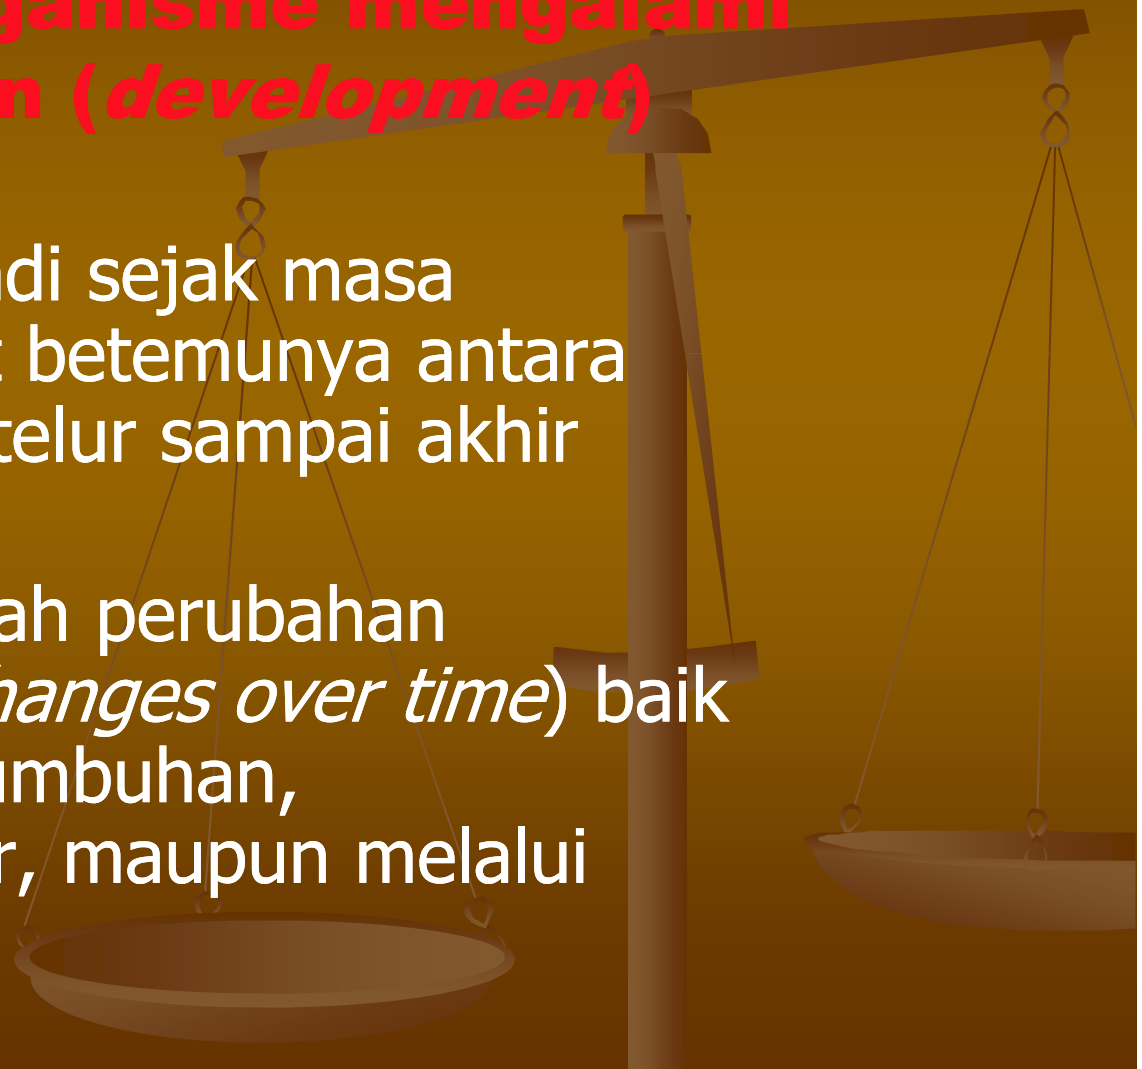 ganisme mengalami
n (development)
di sejak masa
betemunya antara
telur sampai akhir
ah perubahan
hanges over time) baik
umbuhan,
r, maupun melalui